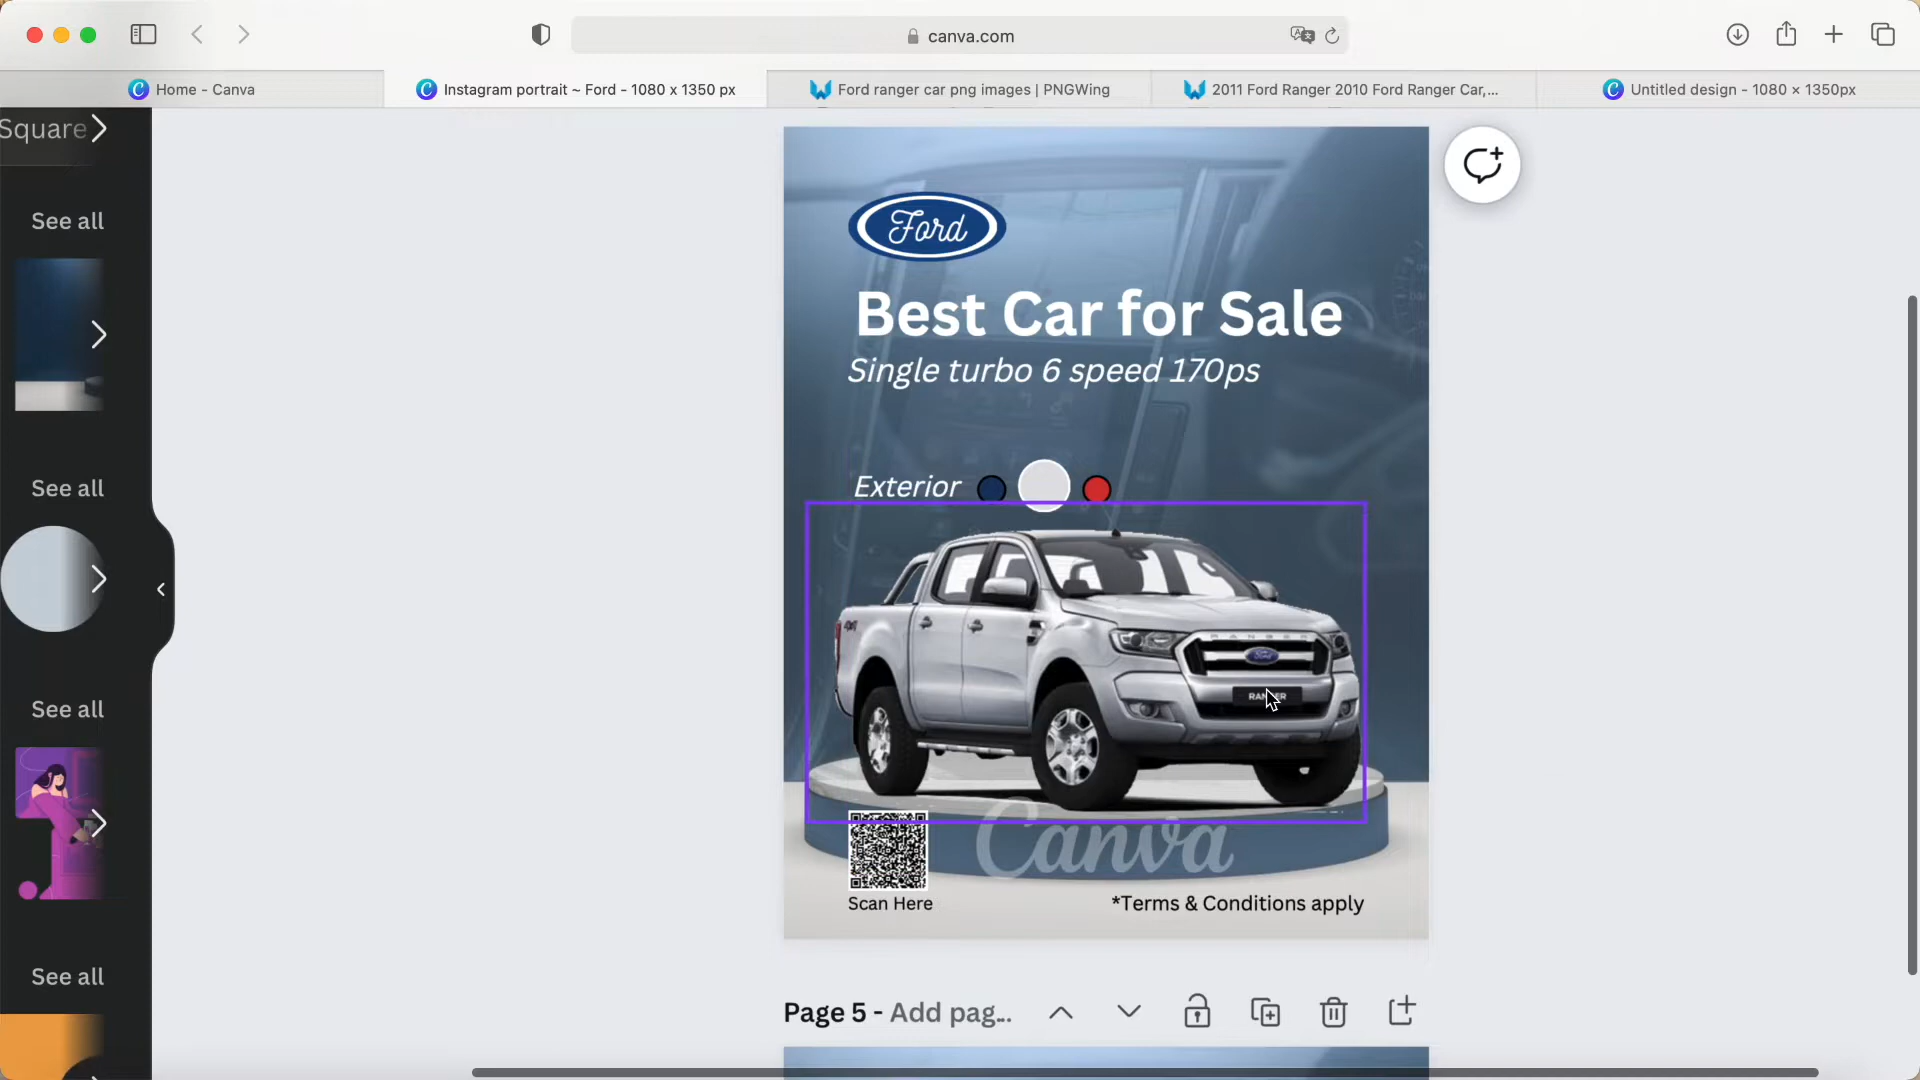 canva.com
Home - Canva
Instagram portrait ~ Ford - 1080 x 1350 px
Ford ranger car png images | PNGWing
2011 Ford Ranger 2010 Ford Ranger Car,...
Untitled design - 1080 × 1350px
Square
See all
See all
See all
See all
Ford
Best Car for Sale
Single turbo 6 speed 170ps
Exterior
4x4
RANGER
Ford
Canva
Scan Here
*Terms & Conditions apply
Page 5 - Add pag...